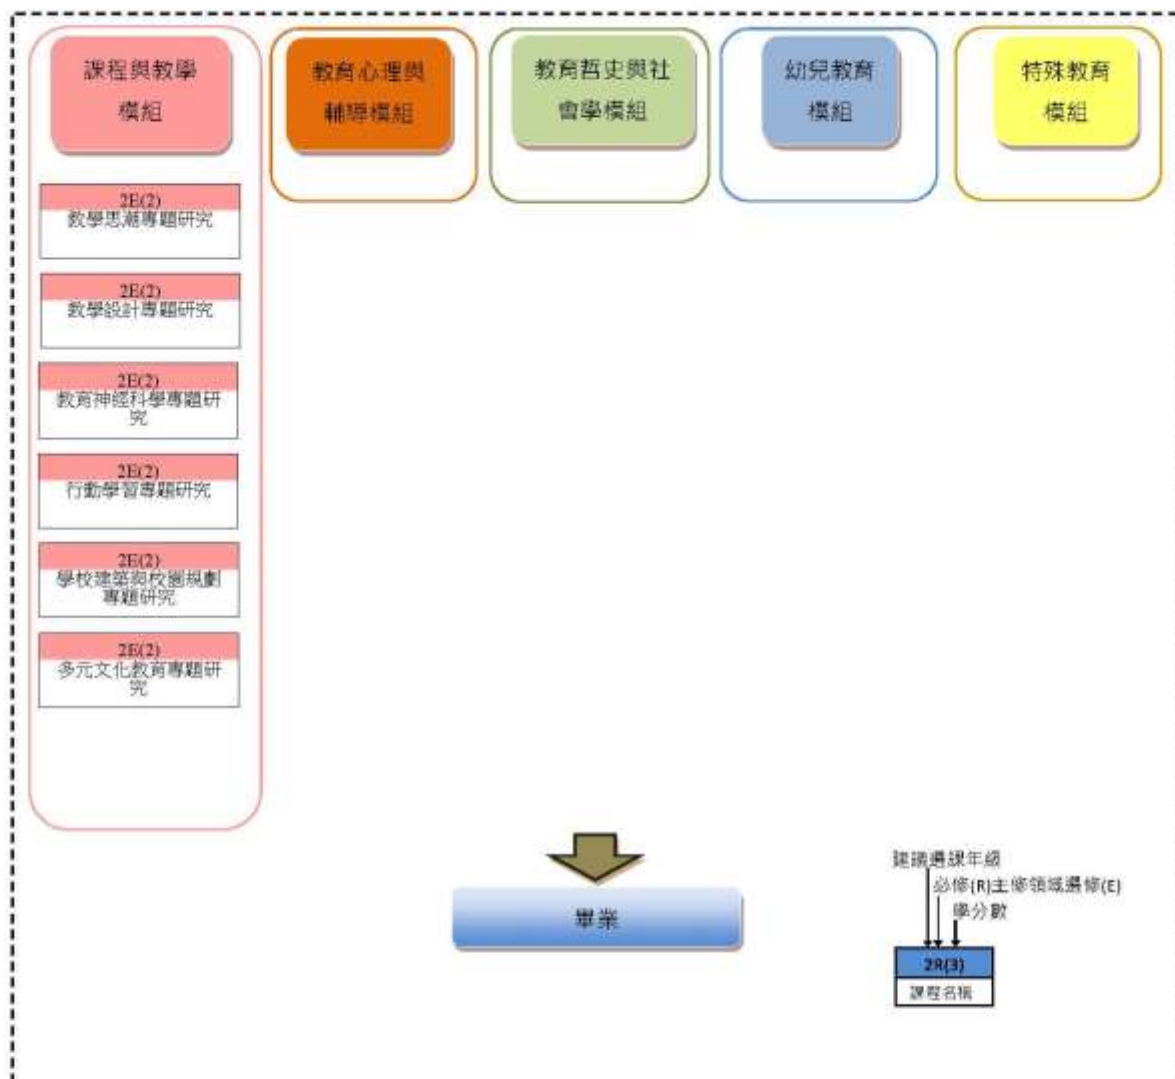 課程與教學
模組
教育心理與
輔導模組
教育哲史與社
會學模組
幼兒教育
模組
特殊教育
模組
2E(2)
教學思潮專題研究
2E(2)
教學設計專題研究
2E(2)
教育神經科學專題研
究
2E(2)
行動學習專題研究
2E(2)
學校建築與校園規劃
專題研究
2E(2)
多元文化教育專題研
究
畢業
建議選課年級
必修(R)主修領域選修(E)
學分數
2R(3)
課程名稱